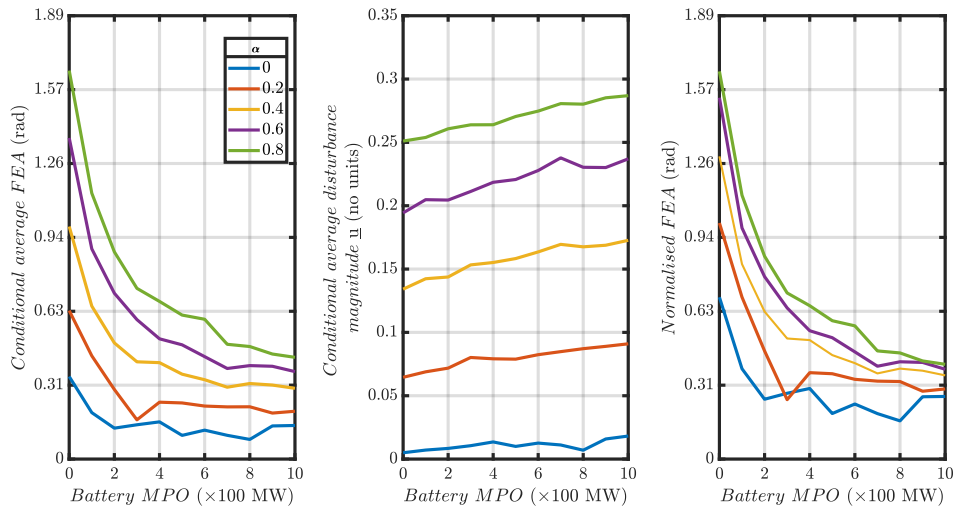 1.89
1.57
1.26
0.94
0.63
0.31
0
0 2 4 6 8 10
Battery MPO (×100 MW)
Conditional average FEA (rad)
α
0
0.2
0.4
0.6
0.8
0.35
0.3
0.25
0.2
0.15
0.1
0.05
0
0 2 4 6 8 10
Battery MPO (×100 MW)
Conditional average disturbance
magnitude u (no units)
1.89
1.57
1.26
0.94
0.63
0.31
0
0 2 4 6 8 10
Battery MPO (×100 MW)
Normalised FEA (rad)